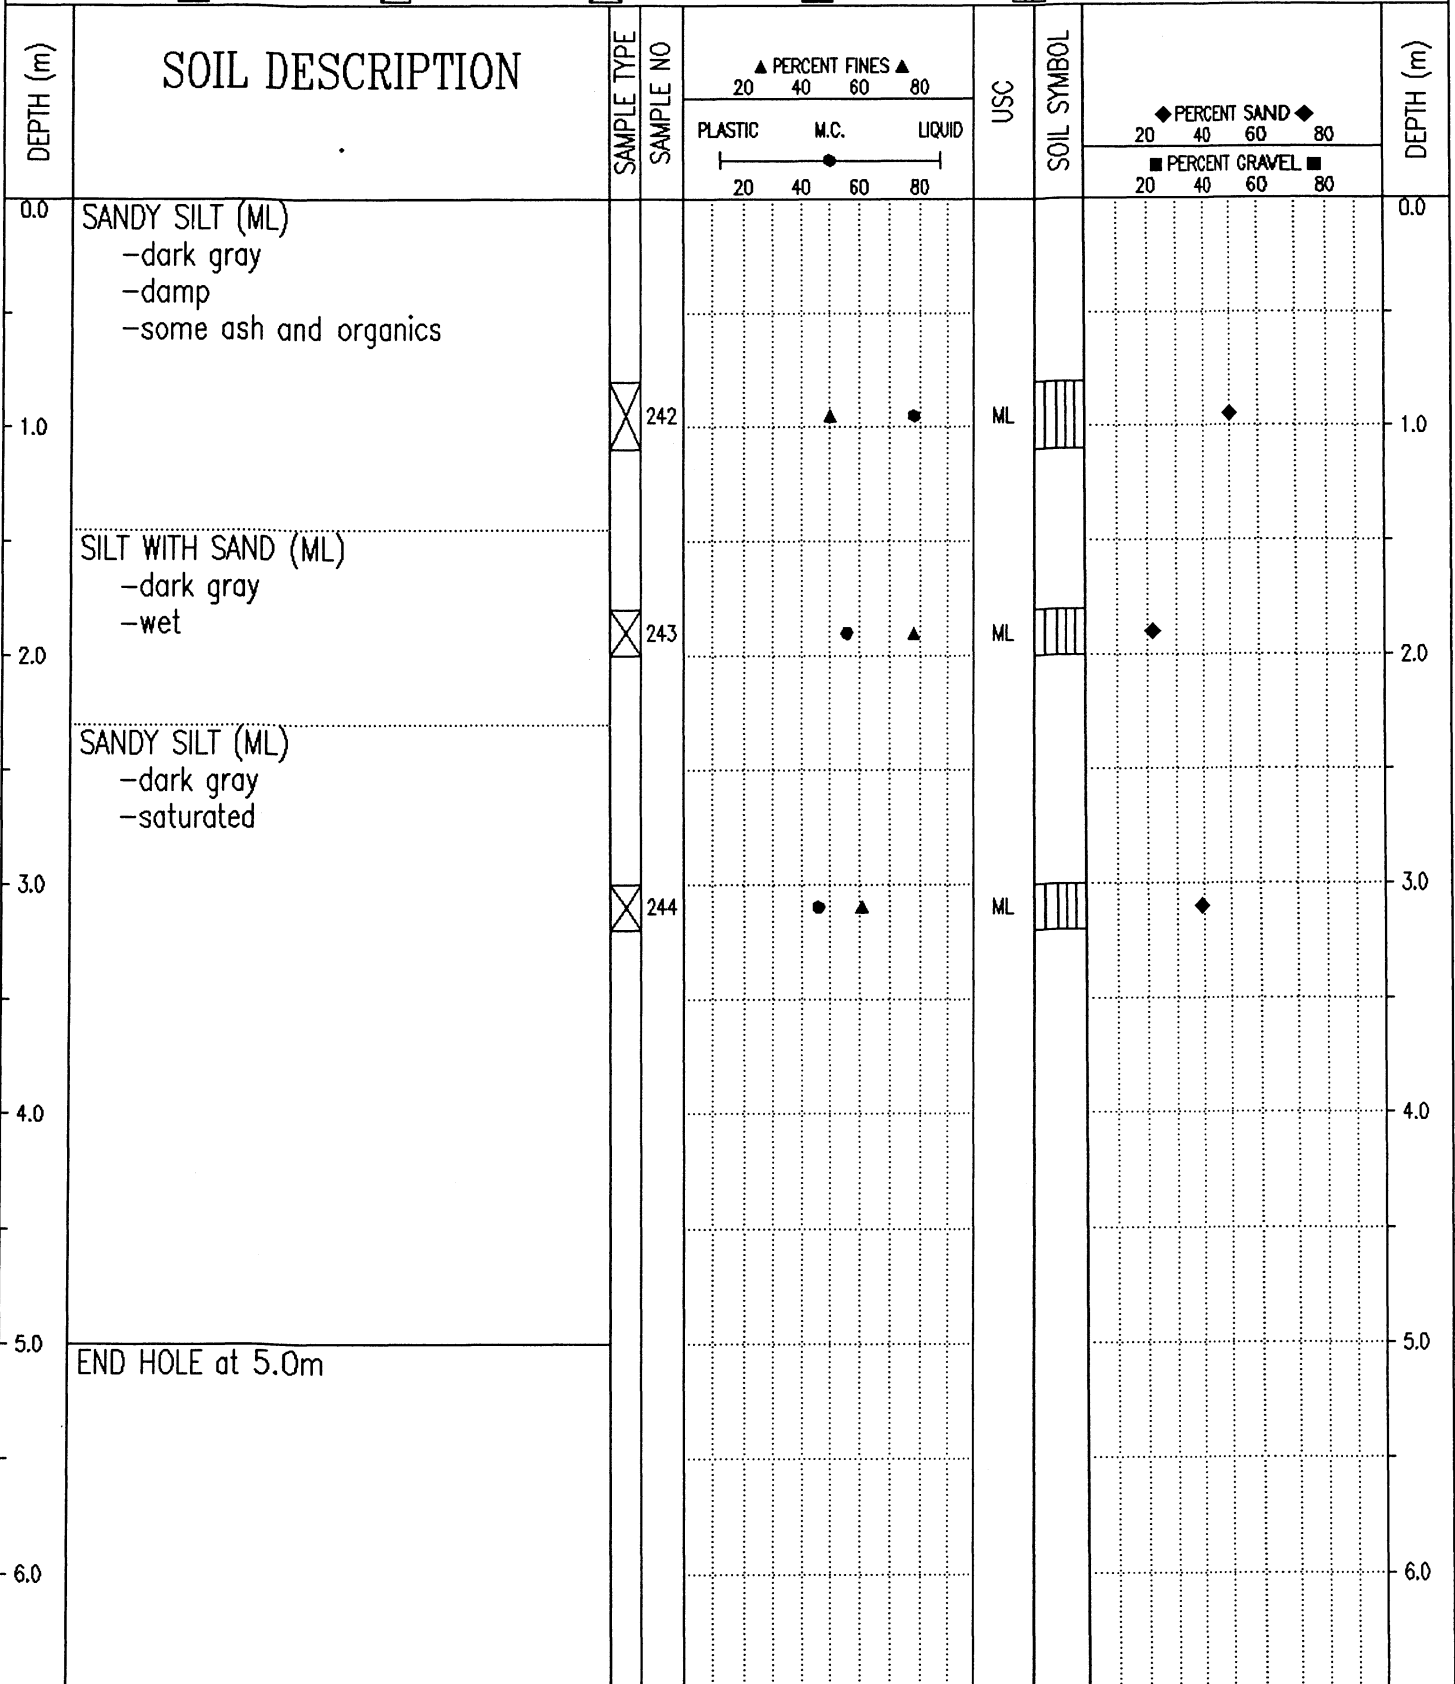 DEPTH (m)
SOIL DESCRIPTION
SAMPLE TYPE
SAMPLE NO
▲ PERCENT FINES ▲
20 40 60 80
PLASTIC M.C. LIQUID
20 40 60 80
USC
SOIL SYMBOL
◆ PERCENT SAND ◆
20 40 60 80
■ PERCENT GRAVEL ■
20 40 60 80
DEPTH (m)
0.0 SANDY SILT (ML) 0.0
-dark gray
-damp
-some ash and organics
242 ML
1.0 1.0
SILT WITH SAND (ML)
-dark gray
-wet
243 ML
2.0 2.0
SANDY SILT (ML)
-dark gray
-saturated
3.0 3.0
244 ML
4.0 4.0
5.0 5.0
END HOLE at 5.0m
6.0 6.0